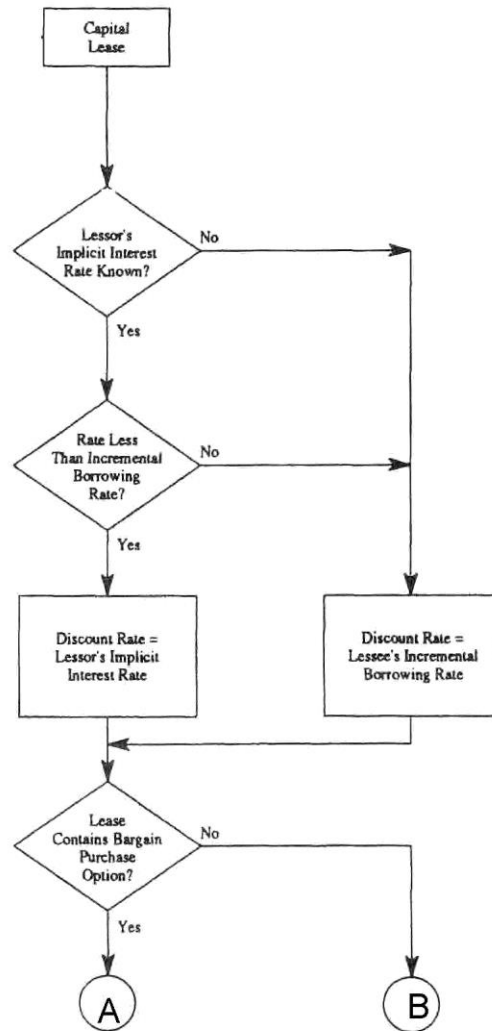 Capital
Lease
Lessor's
Implicit Interest
Rate Known?
No
Yes
Rate Less
Than Incremental
Borrowing
Rate?
No
Yes
Discount Rate =
Lessor's Implicit
Interest Rate
Discount Rate =
Lessee's Incremental
Borrowing Rate
Lease
Contains Bargain
Purchase
Option?
No
Yes
A
B